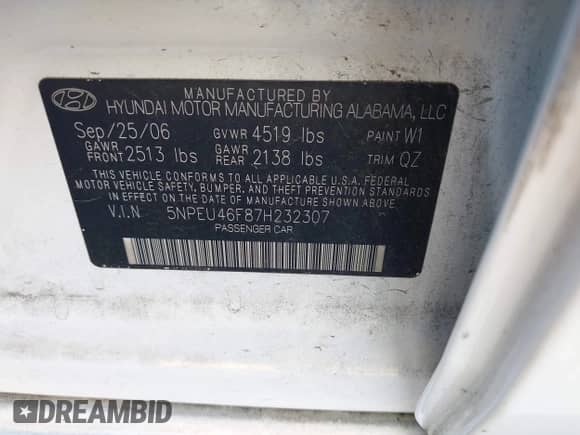 MANUFACTURED BY
HYUNDAI MOTOR MANUFACTURING ALABAMA, LLC
Sep/25/06 GVWR 4519 lbs PAINT W1
GAWR FRONT 2513 lbs GAWR REAR 2138 lbs TRIM QZ
THIS VEHICLE CONFORMS TO ALL APPLICABLE U.S.A. FEDERAL
MOTOR VEHICLE SAFETY, BUMPER, AND THEFT PREVENTION STANDARDS
IN EFFECT ON THE DATE OF MANUFACTURE SHOWN ABOVE.
V.I.N 5NPEU46F87H232307
PASSENGER CAR
DREAMBID